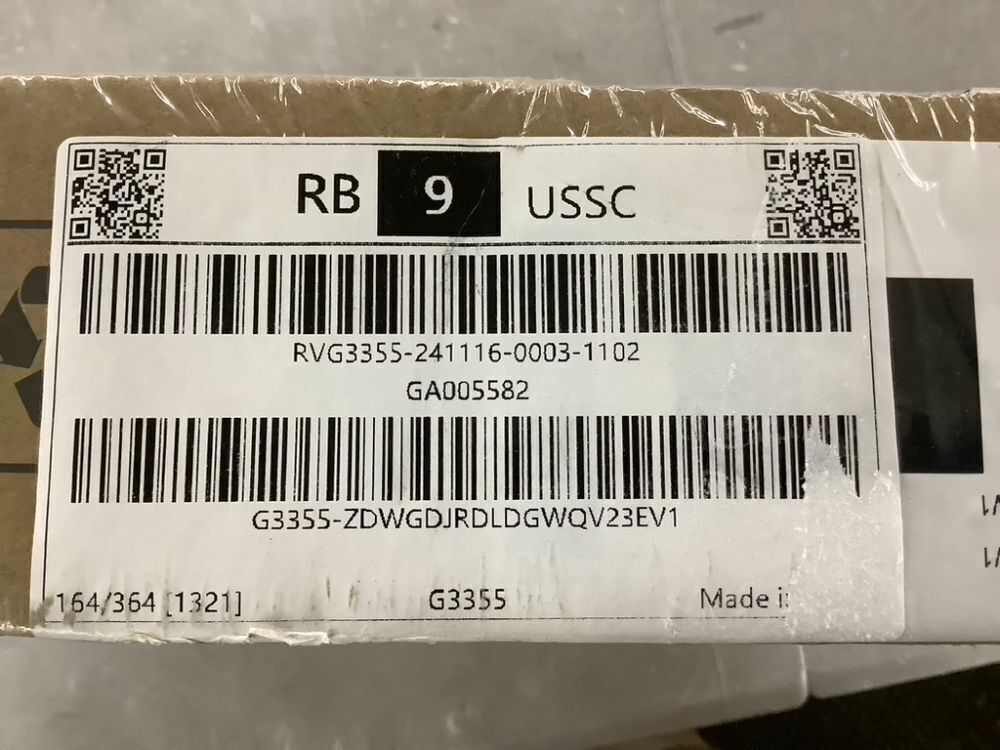 RB 9 USSC
RVG3355-241116-0003-1102
GA005582
G3355-ZDWGDJRDLDGWQV23EV1
164/364 [1321] G3355 Made